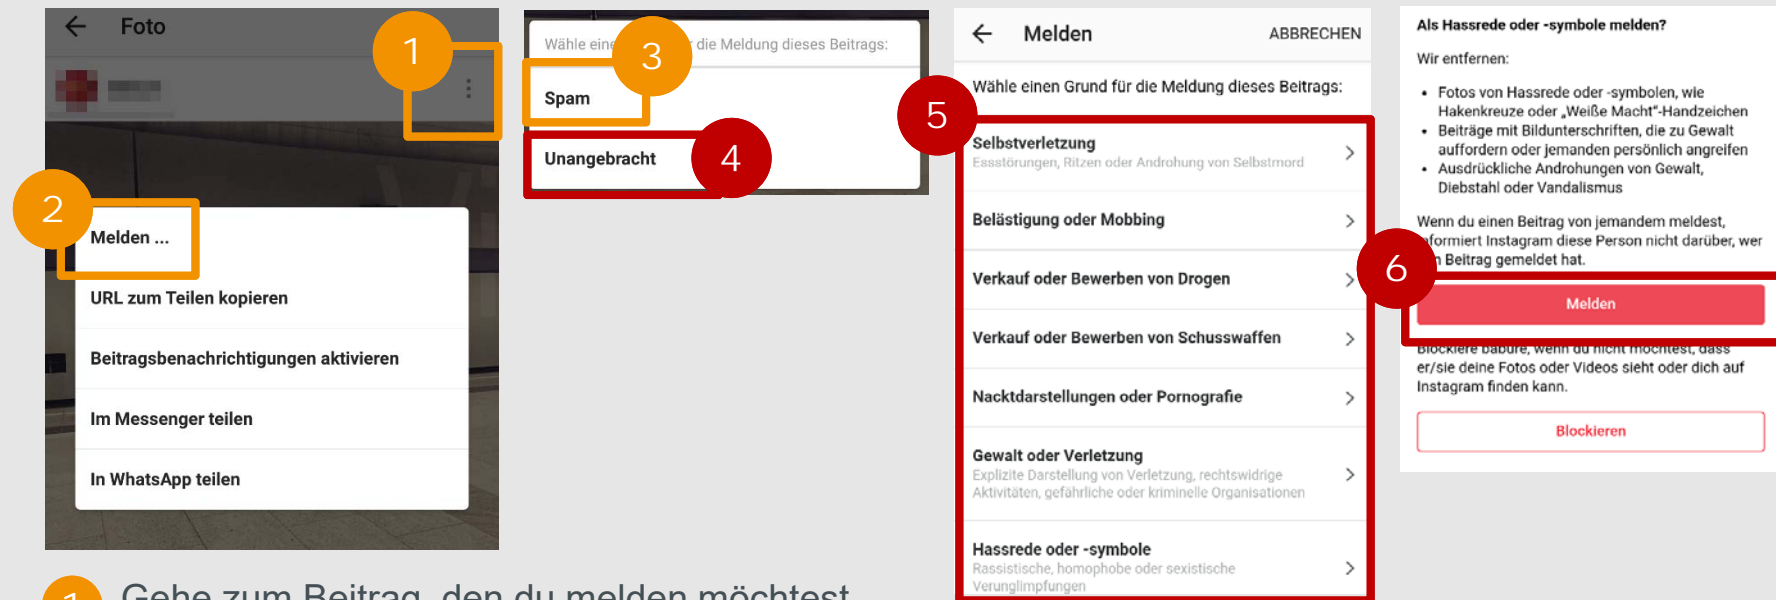 Foto
1
2
Melden ...
URL zum Teilen kopieren
Beitragsbenachrichtigungen aktivieren
Im Messenger teilen
In WhatsApp teilen
Wähle die Meldung dieses Beitrags:
3
Spam
Unangebracht
4
Melden
ABBRECHEN
Wähle einen Grund für die Meldung dieses Beitrags:
5
Selbstverletzung
Essstörungen, Ritzen oder Androhung von Selbstmord
Belästigung oder Mobbing
Verkauf oder Bewerben von Drogen
Verkauf oder Bewerben von Schusswaffen
Nacktdarstellungen oder Pornografie
Gewalt oder Verletzung
Explizite Darstellung von Verletzung, rechtswidrige
Aktivitäten, gefährliche oder kriminelle Organisationen
Hassrede oder -symbole
Rassistische, homophobe oder sexistische
Verunglimpfungen
Als Hassrede oder -symbole melden?
Wir entfernen:
• Fotos von Hassrede oder -symbolen, wie
Hakenkreuze oder „Weiße Macht"-Handzeichen
• Beiträge mit Bildunterschriften, die zu Gewalt
auffordern oder jemanden persönlich angreifen
• Ausdrückliche Androhungen von Gewalt,
Diebstahl oder Vandalismus
Wenn du einen Beitrag von jemandem meldest,
Instagram diese Person nicht darüber, wer
Beitrag gemeldet hat.
6
Melden
Blockiere babure, wenn du nicht möchtest, dass
er/sie deine Fotos oder Videos sieht oder dich auf
Instagram finden kann.
Blockieren
1 Gehe zum Beitrag, den du melden möchtest